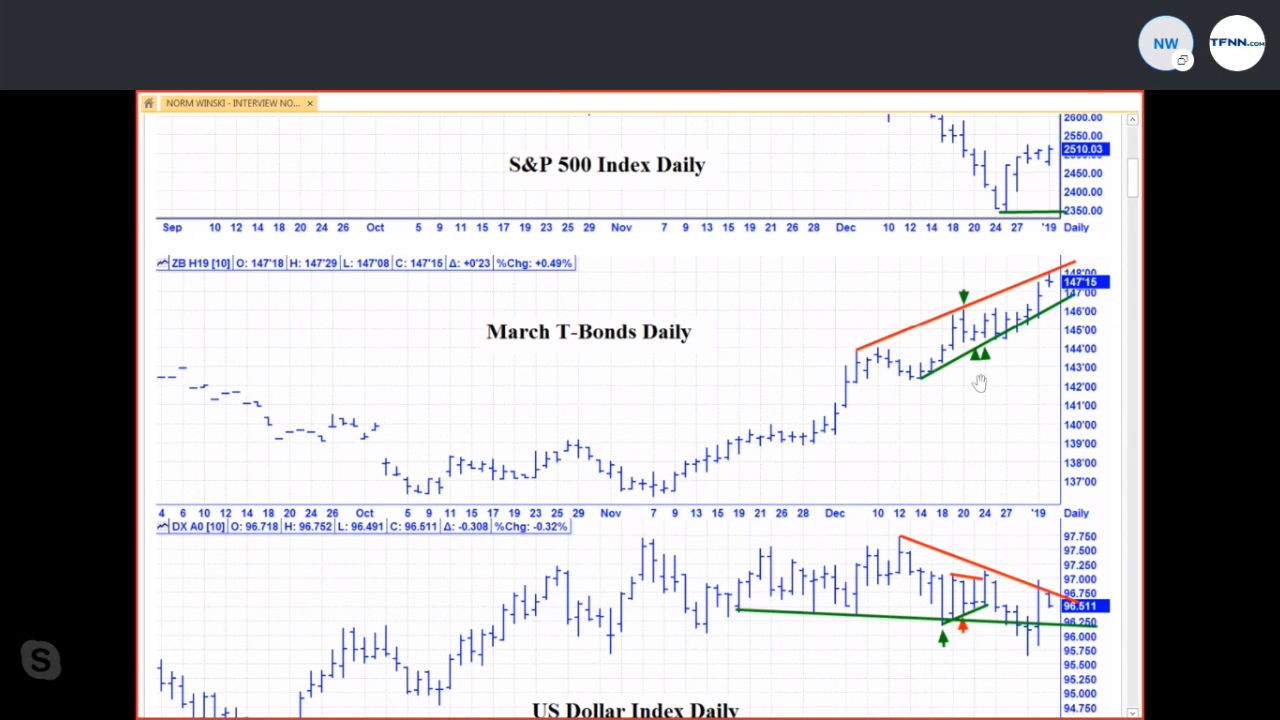 NW
TFNN.COM
NORM WINSKI - INTERVIEW NO... ×
2600.00
2550.00
2510.03
2450.00
2400.00
2350.00
S&P 500 Index Daily
Sep 10 12 14 18 20 24 26 Oct 5 9 11 15 17 19 23 25 29 Nov 7 9 13 15 19 21 26 28 Dec 10 12 14 18 20 24 27 '19 Daily
ZB H19 [10] O: 147'18 H: 147'29 L: 147'08 C: 147'15 Δ: +0'23 %Chg: +0.49%
148'00
147'15
147'00
146'00
145'00
144'00
143'00
142'00
141'00
140'00
139'00
138'00
137'00
March T-Bonds Daily
4 6 10 12 14 18 20 24 26 Oct 5 9 11 15 17 19 23 25 29 Nov 7 9 13 15 19 21 26 28 Dec 10 12 14 18 20 24 27 '19 Daily
DX A0 [10] O: 96.718 H: 96.752 L: 96.491 C: 96.511 Δ: -0.308 %Chg: -0.32%
97.750
97.500
97.250
97.000
96.750
96.511
96.250
96.000
95.750
95.500
95.250
95.000
94.750
US Dollar Index Daily
S